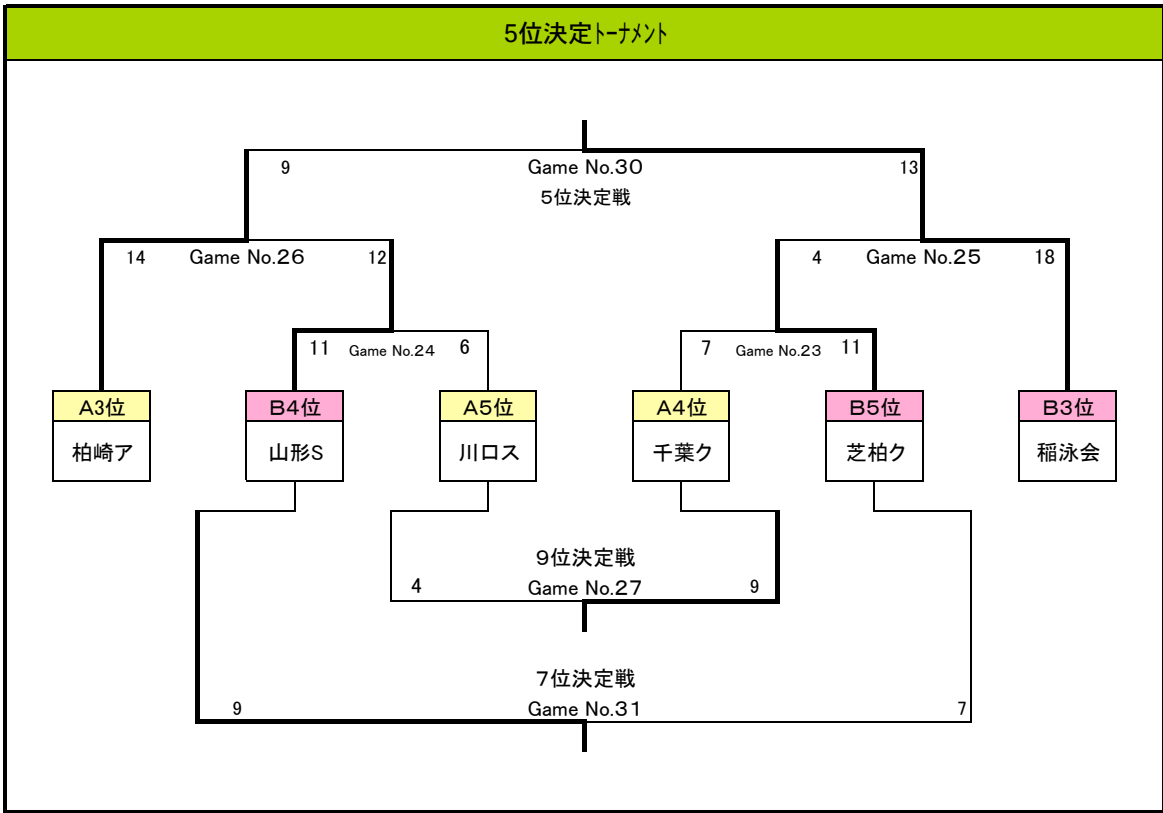 5位決定ﾄｰﾅﾒﾝﾄ
9 Game No.30 13
5位決定戦
14 Game No.26 12 4 Game No.25 18
11 Game No.24 6 7 Game No.23 11
A3位 B4位 A5位 A4位 B5位 B3位
柏崎ア 山形S 川口ス 千葉ク 芝柏ク 稲泳会
9位決定戦
4 Game No.27 9
7位決定戦
9 Game No.31 7